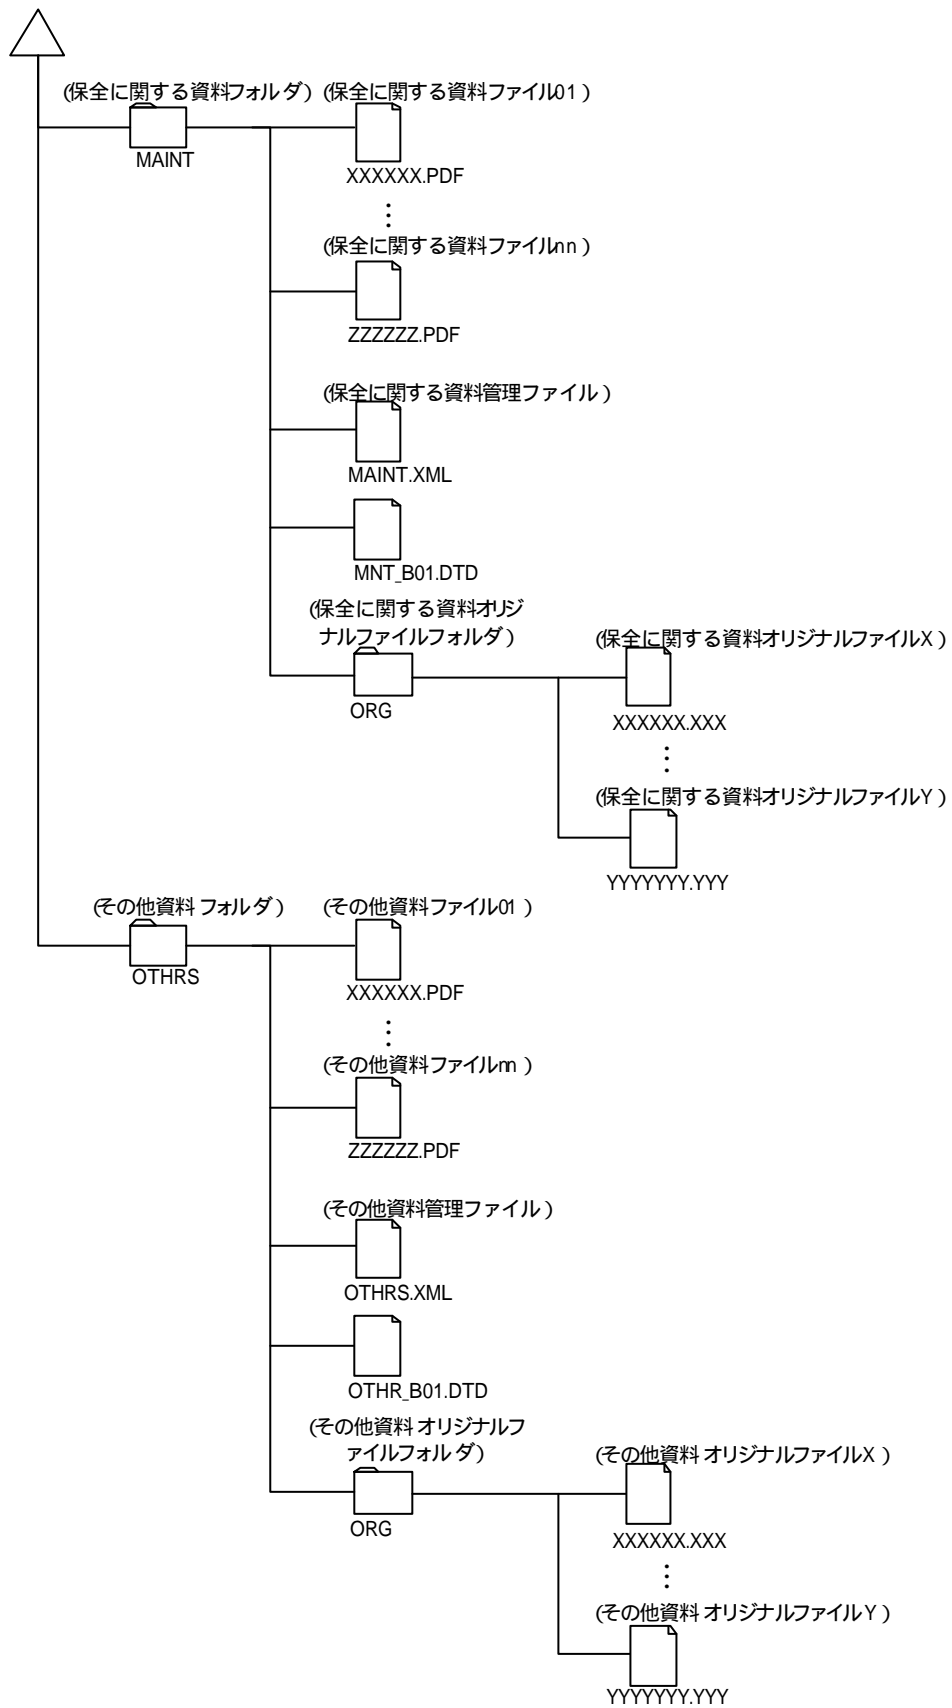 (保全に関する資料フォルダ) (保全に関する資料ファイル01)
MAINT
XXXXXX.PDF
⋮
(保全に関する資料ファイルnn)
ZZZZZZ.PDF
(保全に関する資料管理ファイル)
MAINT.XML
MNT_B01.DTD
(保全に関する資料オリジ
ナルファイルフォルダ)
ORG
(保全に関する資料オリジナルファイルX)
XXXXXX.XXX
⋮
(保全に関する資料オリジナルファイルY)
YYYYYYY.YYY
(その他資料 フォルダ) (その他資料ファイル01)
OTHRS
XXXXXX.PDF
⋮
(その他資料ファイルnn)
ZZZZZZ.PDF
(その他資料管理ファイル)
OTHRS.XML
OTHR_B01.DTD
(その他資料 オリジナルフ
ァイルフォルダ)
ORG
(その他資料 オリジナルファイルX)
XXXXXX.XXX
⋮
(その他資料 オリジナルファイルY)
YYYYYYY.YYY